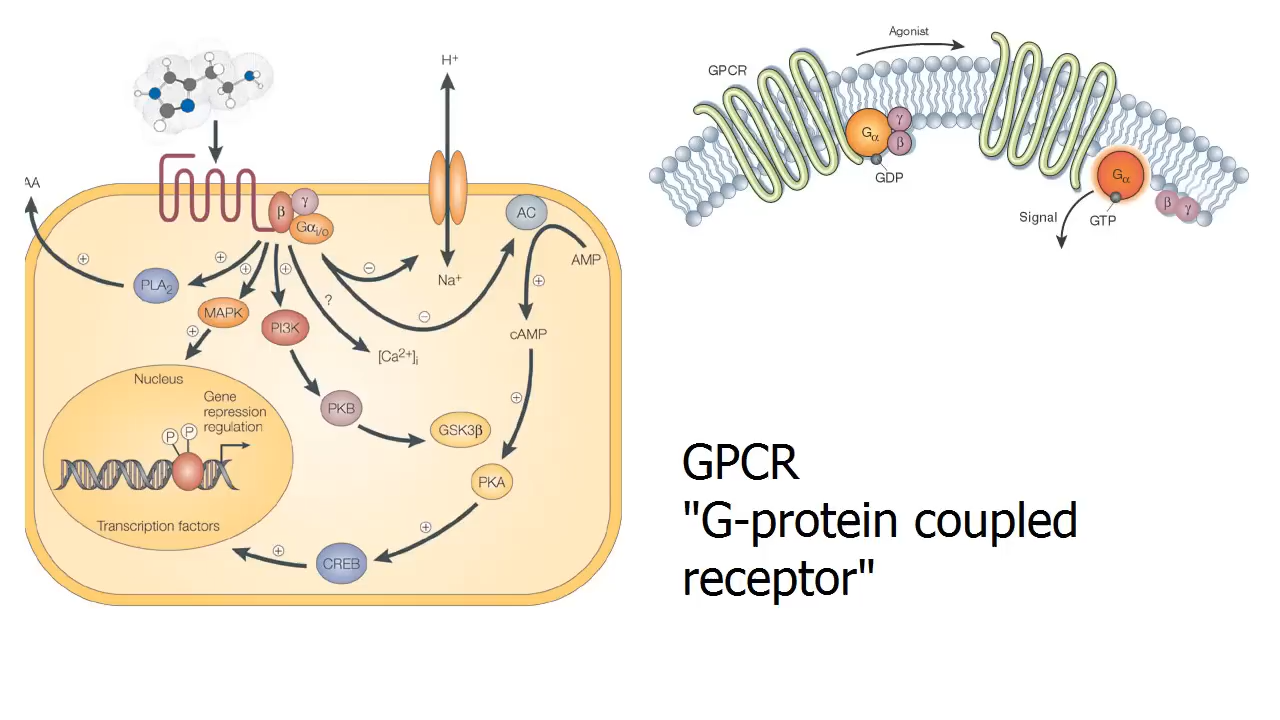 H⁺
Agonist
GPCR
Gα
γ
β
GDP
Gα
β
γ
Signal
GTP
AA
β
γ
Gαi/o
AC
AMP
+
+
+
+
−
−
+
PLA₂
Na⁺
?
MAPK
PI3K
+
cAMP
[Ca²⁺]i
Nucleus
+
Gene
repression
regulation
PKB
GSK3β
P
P
PKA
Transcription factors
+
+
CREB
GPCR
"G-protein coupled
receptor"